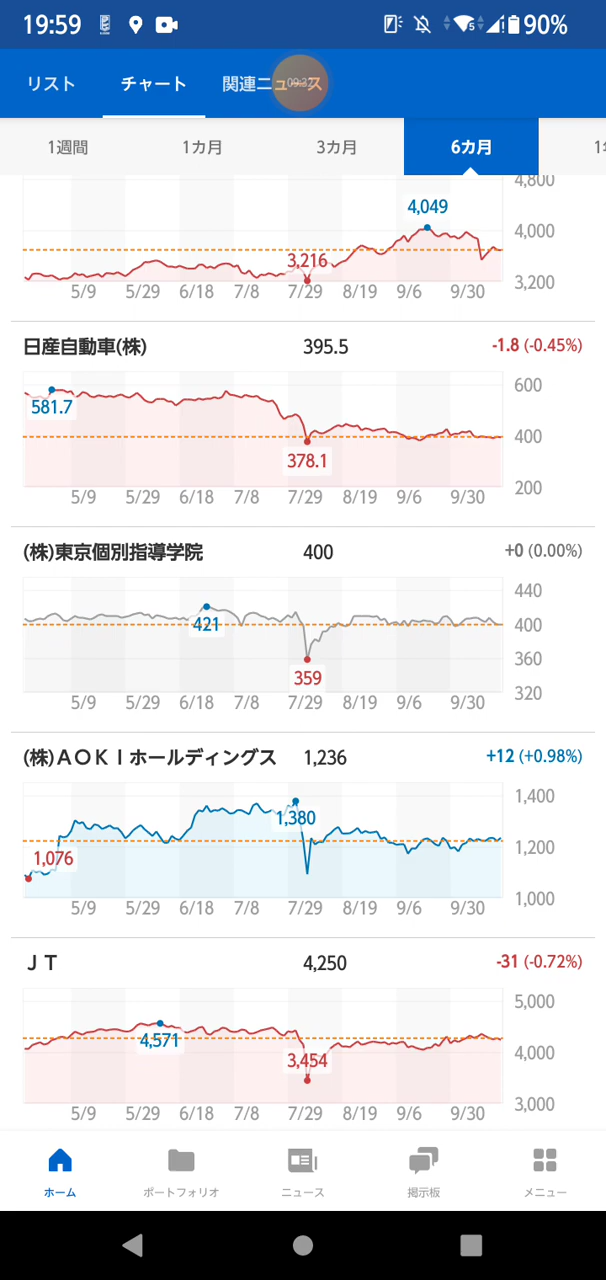 19:59
5
90%
リスト
チャート
関連ニュース
09:37
1週間
1カ月
3カ月
6カ月
1年
4,800
4,049
4,000
3,216
3,200
5/9 5/29 6/18 7/8 7/29 8/19 9/6 9/30
日産自動車(株) 395.5 -1.8 (-0.45%)
600
581.7
400
378.1
200
5/9 5/29 6/18 7/8 7/29 8/19 9/6 9/30
(株)東京個別指導学院 400 +0 (0.00%)
440
421
400
360
359
320
5/9 5/29 6/18 7/8 7/29 8/19 9/6 9/30
(株)ＡＯＫＩホールディングス 1,236 +12 (+0.98%)
1,400
1,380
1,200
1,076
1,000
5/9 5/29 6/18 7/8 7/29 8/19 9/6 9/30
ＪＴ 4,250 -31 (-0.72%)
5,000
4,571
4,000
3,454
3,000
5/9 5/29 6/18 7/8 7/29 8/19 9/6 9/30
ホーム
ポートフォリオ
ニュース
掲示板
メニュー